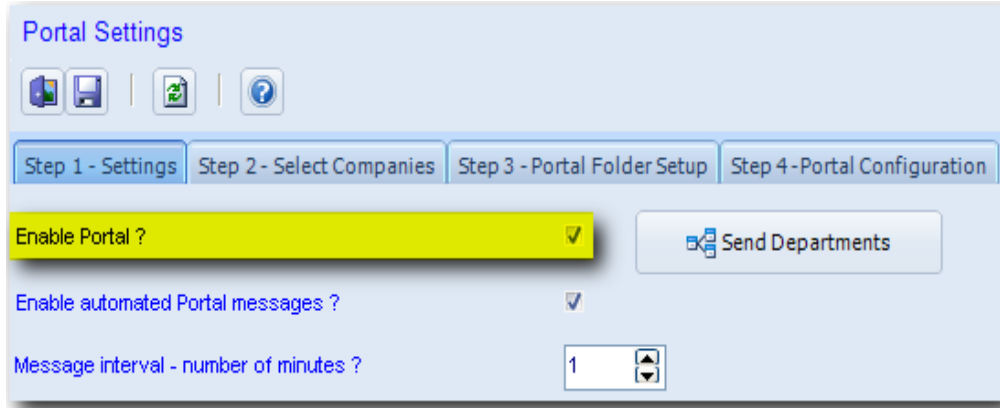 Portal Settings
Step 1 - Settings Step 2 - Select Companies Step 3 - Portal Folder Setup Step 4 - Portal Configuration
Enable Portal ? Send Departments
Enable automated Portal messages ?
Message interval - number of minutes ? 1